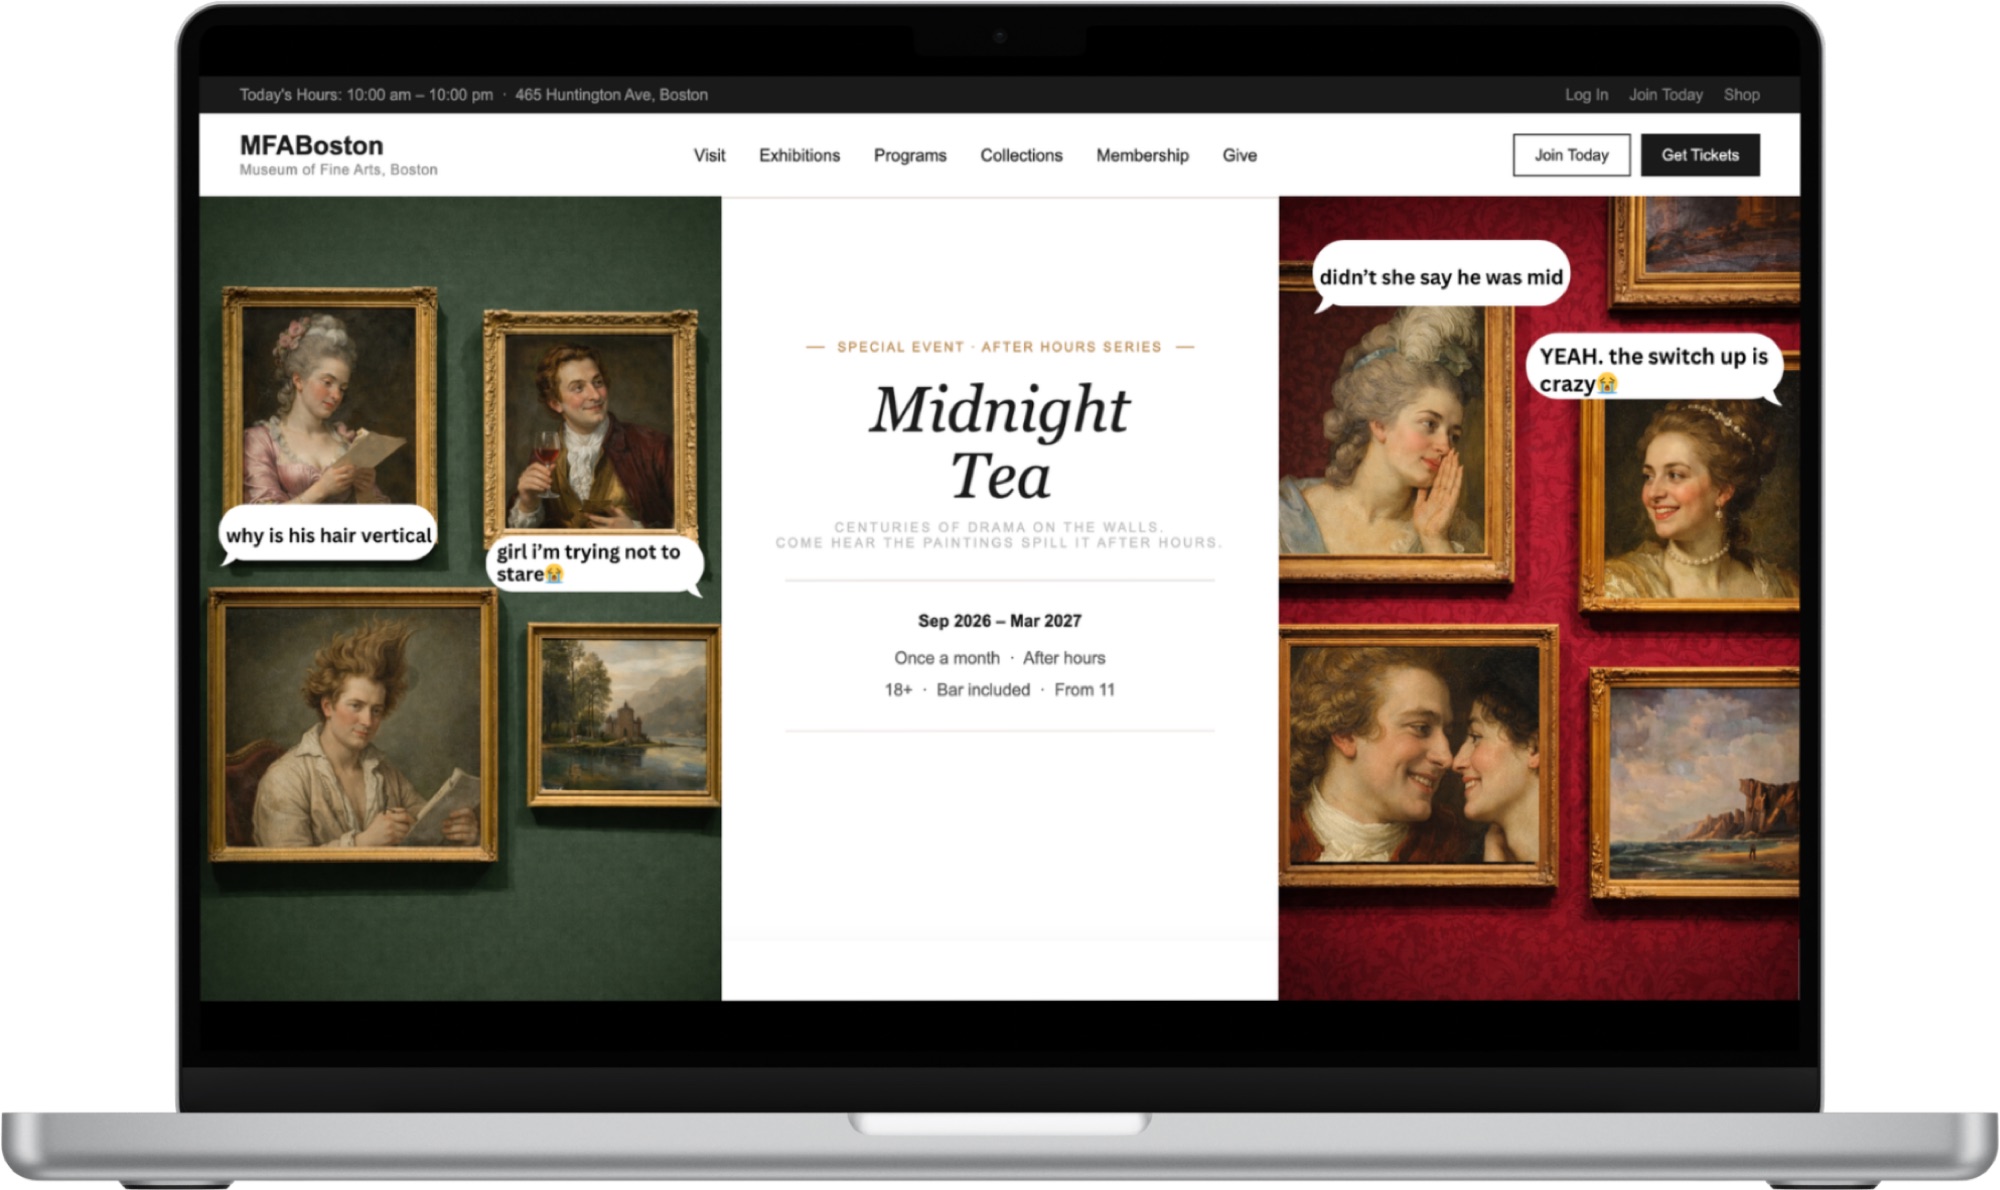 Today's Hours: 10:00 am – 10:00 pm · 465 Huntington Ave, Boston
Log In Join Today Shop
MFABoston
Museum of Fine Arts, Boston
Visit Exhibitions Programs Collections Membership Give
Join Today Get Tickets
why is his hair vertical
girl i'm trying not to
stare😭
SPECIAL EVENT · AFTER HOURS SERIES
Midnight
Tea
CENTURIES OF DRAMA ON THE WALLS.
COME HEAR THE PAINTINGS SPILL IT AFTER HOURS.
Sep 2026 – Mar 2027
Once a month · After hours
18+ · Bar included · From 11
didn't she say he was mid
YEAH. the switch up is
crazy😭